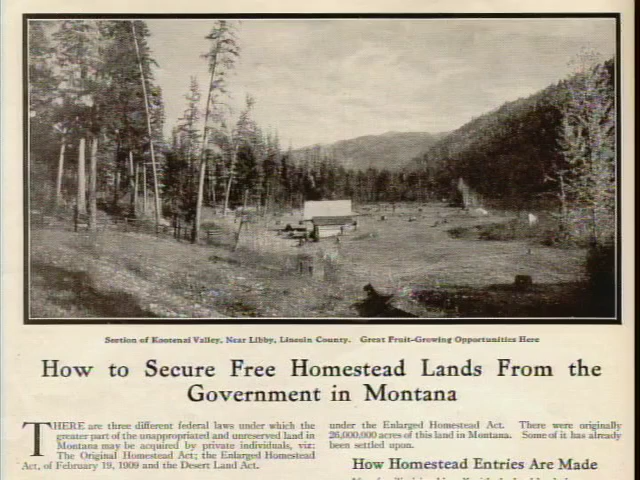 Section of Kootenai Valley, Near Libby, Lincoln County. Great Fruit-Growing Opportunities Here
How to Secure Free Homestead Lands From the
Government in Montana
THERE are three different federal laws under which the
greater part of the unappropriated and unreserved land in
Montana may be acquired by private individuals, viz:
The Original Homestead Act; the Enlarged Homestead
Act, of February 19, 1909 and the Desert Land Act.
under the Enlarged Homestead Act. There were originally
26,000,000 acres of this land in Montana. Some of it has already
been settled upon.
How Homestead Entries Are Made